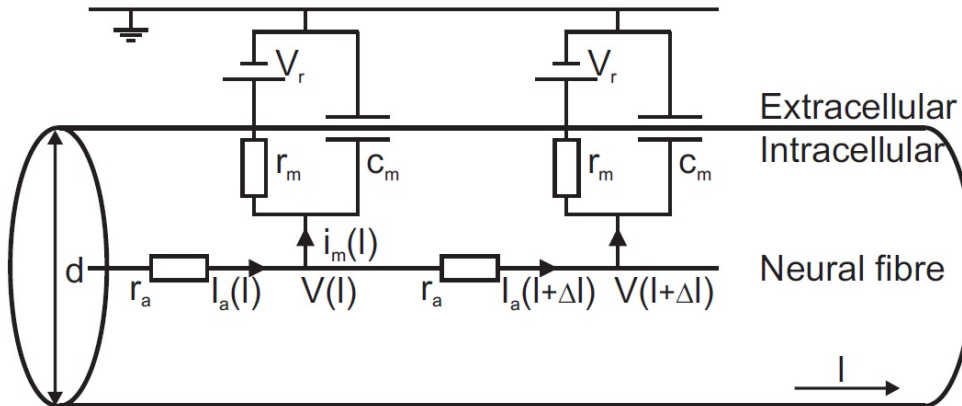 Vr Vr
Extracellular
Intracellular
rm cm rm cm
im(l)
d Neural fibre
ra Ia(l) V(l) ra Ia(l+Δl) V(l+Δl)
l